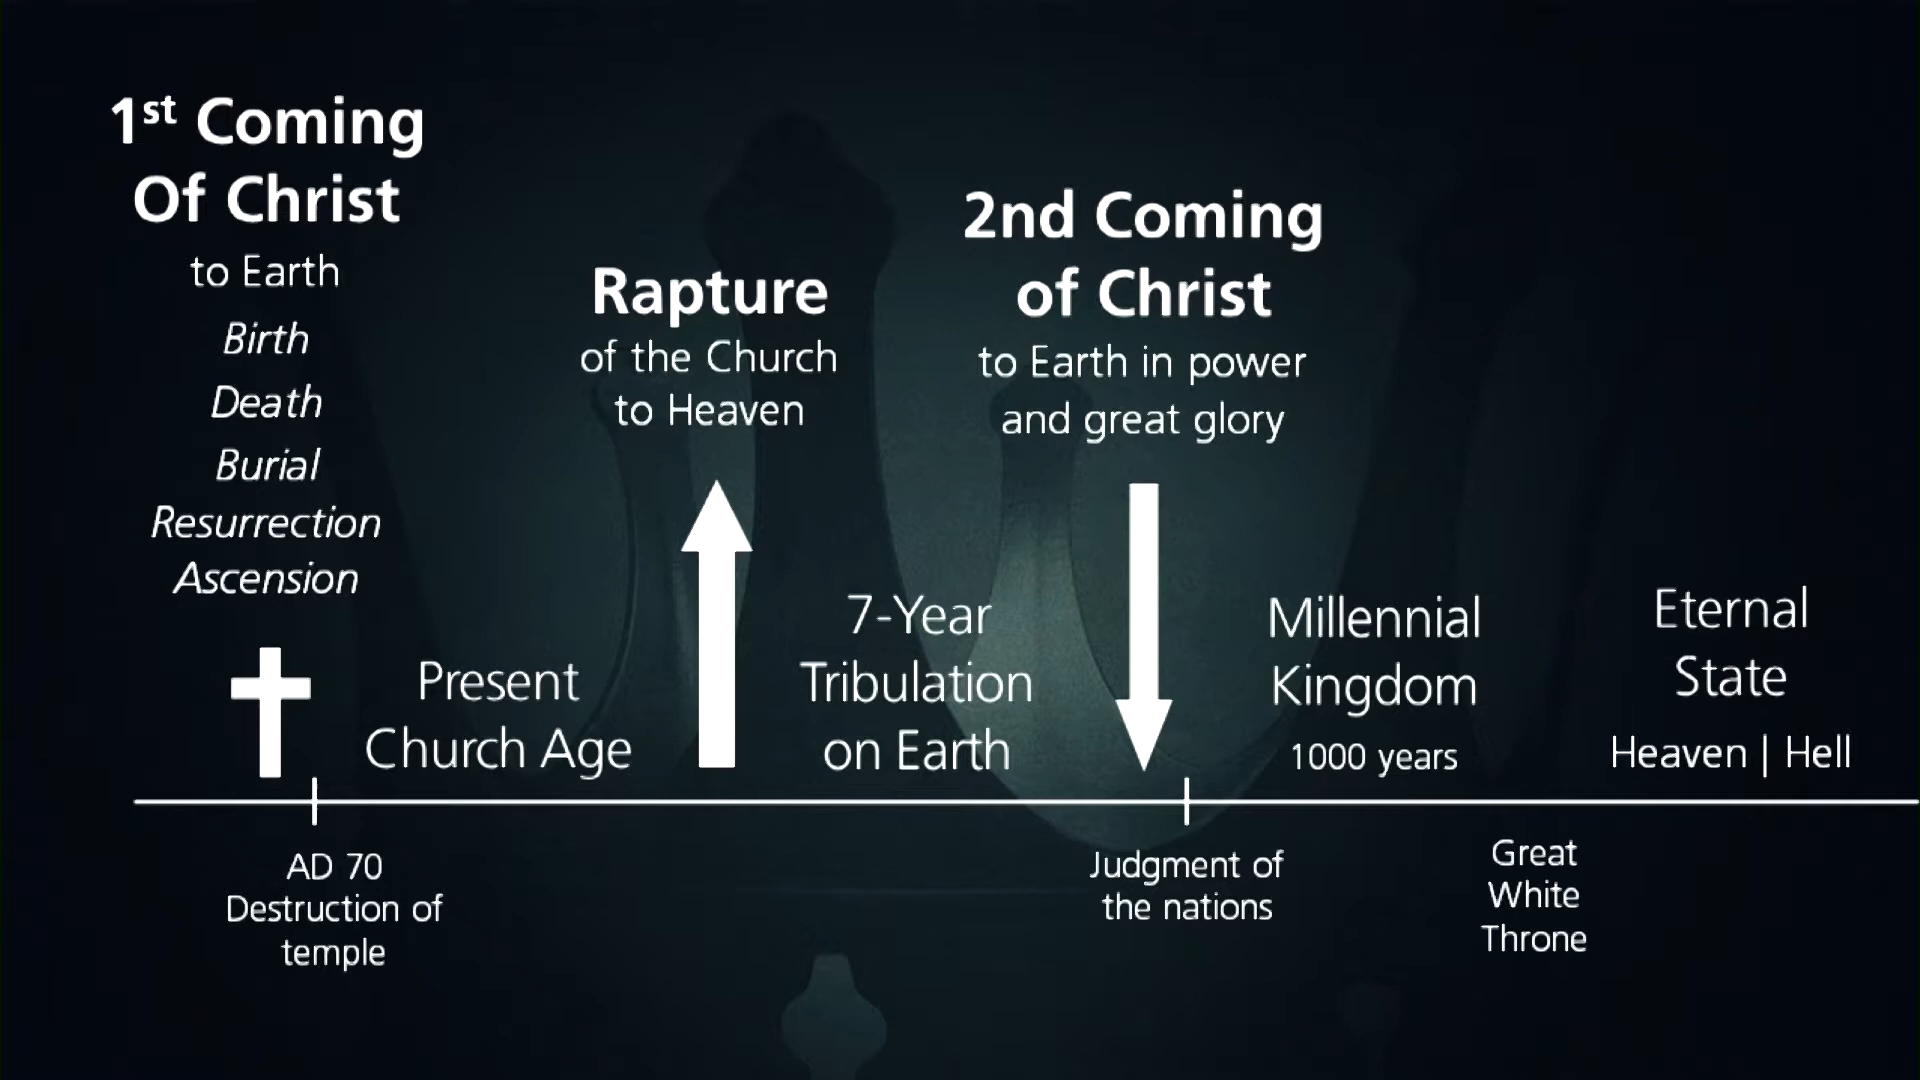 1st Coming
Of Christ
to Earth
Birth
Death
Burial
Resurrection
Ascension
Present
Church Age
Rapture
of the Church
to Heaven
7-Year
Tribulation
on Earth
2nd Coming
of Christ
to Earth in power
and great glory
Millennial
Kingdom
1000 years
Eternal
State
Heaven | Hell
AD 70
Destruction of
temple
Judgment of
the nations
Great
White
Throne